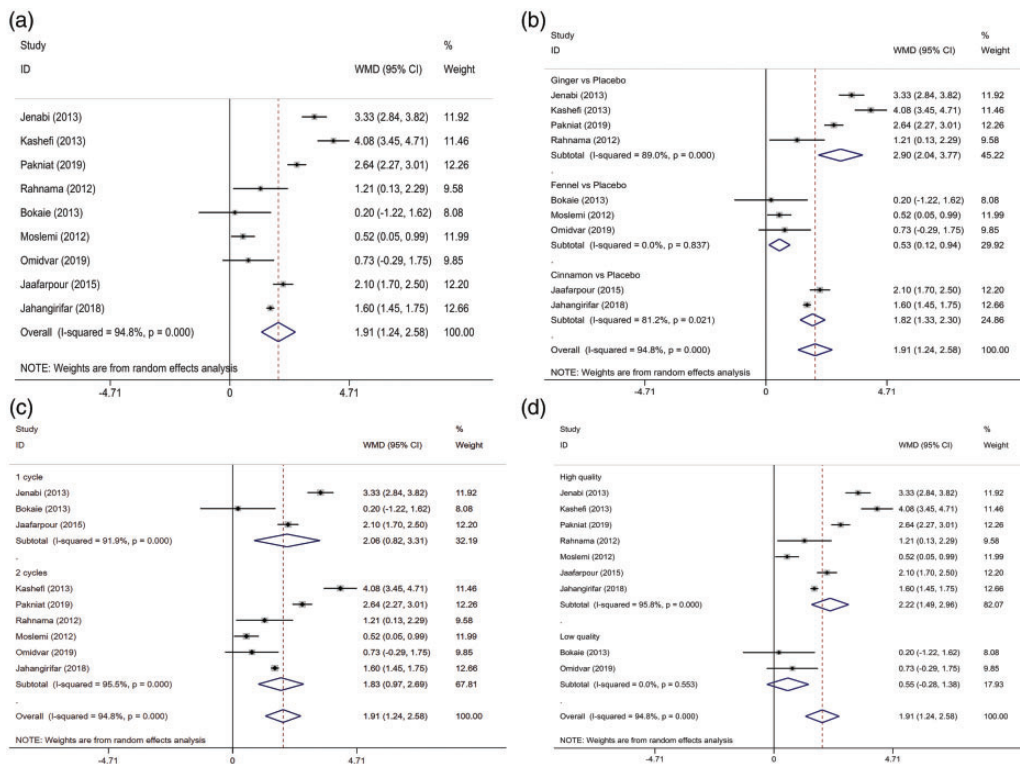 (a)
Study %
ID WMD (95% CI) Weight
Jenabi (2013) 3.33 (2.84, 3.82) 11.92
Kashefi (2013) 4.08 (3.45, 4.71) 11.46
Pakniat (2019) 2.64 (2.27, 3.01) 12.26
Rahnama (2012) 1.21 (0.13, 2.29) 9.58
Bokaie (2013) 0.20 (-1.22, 1.62) 8.08
Moslemi (2012) 0.52 (0.05, 0.99) 11.99
Omidvar (2019) 0.73 (-0.29, 1.75) 9.85
Jaafarpour (2015) 2.10 (1.70, 2.50) 12.20
Jahangirifar (2018) 1.60 (1.45, 1.75) 12.66
Overall (I-squared = 94.8%, p = 0.000) 1.91 (1.24, 2.58) 100.00
NOTE: Weights are from random effects analysis
-4.71 0 4.71
(b)
Study %
ID WMD (95% CI) Weight
Ginger vs Placebo
Jenabi (2013) 3.33 (2.84, 3.82) 11.92
Kashefi (2013) 4.08 (3.45, 4.71) 11.46
Pakniat (2019) 2.64 (2.27, 3.01) 12.26
Rahnama (2012) 1.21 (0.13, 2.29) 9.58
Subtotal (I-squared = 89.0%, p = 0.000) 2.90 (2.04, 3.77) 45.22
.
Fennel vs Placebo
Bokaie (2013) 0.20 (-1.22, 1.62) 8.08
Moslemi (2012) 0.52 (0.05, 0.99) 11.99
Omidvar (2019) 0.73 (-0.29, 1.75) 9.85
Subtotal (I-squared = 0.0%, p = 0.837) 0.53 (0.12, 0.94) 29.92
.
Cinnamon vs Placebo
Jaafarpour (2015) 2.10 (1.70, 2.50) 12.20
Jahangirifar (2018) 1.60 (1.45, 1.75) 12.66
Subtotal (I-squared = 81.2%, p = 0.021) 1.82 (1.33, 2.30) 24.86
.
Overall (I-squared = 94.8%, p = 0.000) 1.91 (1.24, 2.58) 100.00
NOTE: Weights are from random effects analysis
-4.71 0 4.71
(c)
Study %
ID WMD (95% CI) Weight
1 cycle
Jenabi (2013) 3.33 (2.84, 3.82) 11.92
Bokaie (2013) 0.20 (-1.22, 1.62) 8.08
Jaafarpour (2015) 2.10 (1.70, 2.50) 12.20
Subtotal (I-squared = 91.9%, p = 0.000) 2.06 (0.82, 3.31) 32.19
.
2 cycles
Kashefi (2013) 4.08 (3.45, 4.71) 11.46
Pakniat (2019) 2.64 (2.27, 3.01) 12.26
Rahnama (2012) 1.21 (0.13, 2.29) 9.58
Moslemi (2012) 0.52 (0.05, 0.99) 11.99
Omidvar (2019) 0.73 (-0.29, 1.75) 9.85
Jahangirifar (2018) 1.60 (1.45, 1.75) 12.66
Subtotal (I-squared = 95.5%, p = 0.000) 1.83 (0.97, 2.69) 67.81
.
Overall (I-squared = 94.8%, p = 0.000) 1.91 (1.24, 2.58) 100.00
NOTE: Weights are from random effects analysis
-4.71 0 4.71
(d)
Study %
ID WMD (95% CI) Weight
High quality
Jenabi (2013) 3.33 (2.84, 3.82) 11.92
Kashefi (2013) 4.08 (3.45, 4.71) 11.46
Pakniat (2019) 2.64 (2.27, 3.01) 12.26
Rahnama (2012) 1.21 (0.13, 2.29) 9.58
Moslemi (2012) 0.52 (0.05, 0.99) 11.99
Jaafarpour (2015) 2.10 (1.70, 2.50) 12.20
Jahangirifar (2018) 1.60 (1.45, 1.75) 12.66
Subtotal (I-squared = 95.8%, p = 0.000) 2.22 (1.49, 2.96) 82.07
.
Low quality
Bokaie (2013) 0.20 (-1.22, 1.62) 8.08
Omidvar (2019) 0.73 (-0.29, 1.75) 9.85
Subtotal (I-squared = 0.0%, p = 0.553) 0.55 (-0.28, 1.38) 17.93
.
Overall (I-squared = 94.8%, p = 0.000) 1.91 (1.24, 2.58) 100.00
NOTE: Weights are from random effects analysis
-4.71 0 4.71